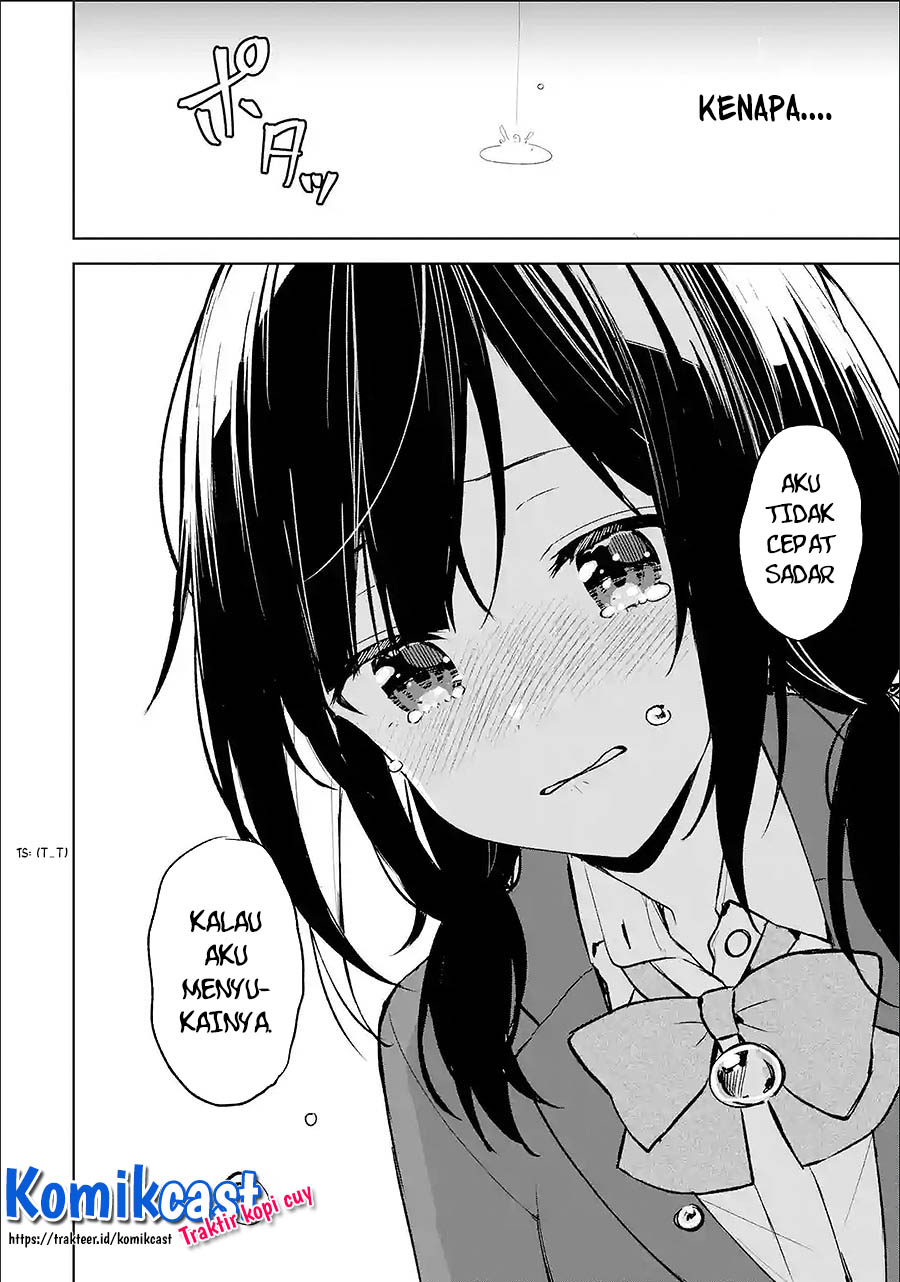 KENAPA....
ポタッ
AKU
TIDAK
CEPAT
SADAR
KALAU
AKU
MENYU-
KAINYA.
TS: (T_T)
Komikcast
Traktir kopi cuy
https://trakteer.id/komikcast